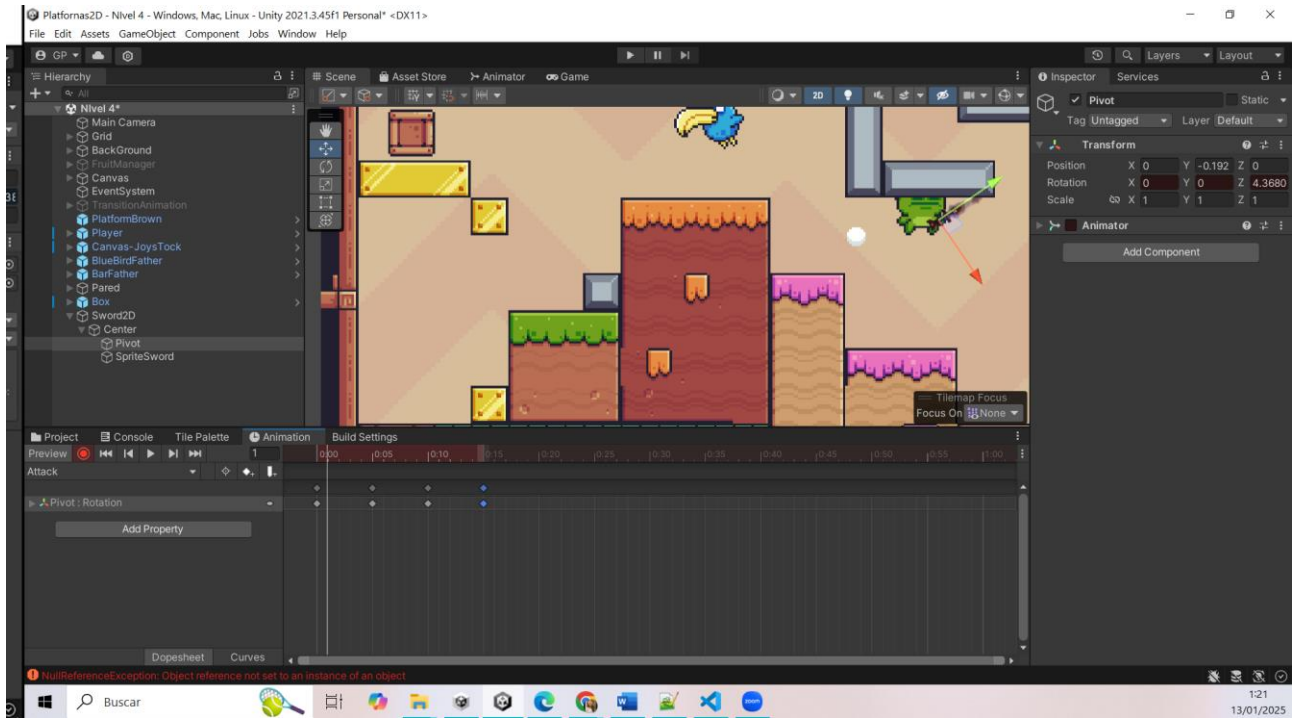 Platfornas2D - NIvel 4 - Windows, Mac, Linux - Unity 2021.3.45f1 Personal* <DX11>
File Edit Assets GameObject Component Jobs Window Help
GP
Layers
Layout
Hierarchy
Scene
Asset Store
Animator
Game
Inspector
Services
All
2D
NIvel 4*
Main Camera
Grid
BackGround
FruitManager
Canvas
EventSystem
TransitionAnimation
PlatformBrown
Player
Canvas-JoysTock
BlueBirdFather
BarFather
Pared
Box
Sword2D
Center
Pivot
SpriteSword
Tilemap Focus
Focus On None
Pivot
Static
Tag Untagged Layer Default
Transform
Position X 0 Y -0.192 Z 0
Rotation X 0 Y 0 Z 4.3680
Scale X 1 Y 1 Z 1
Animator
Add Component
Project
Console
Tile Palette
Animation
Build Settings
Preview
1
0:00 0:05 0:10 0:15 0:20 0:25 0:30 0:35 0:40 0:45 0:50 0:55 1:00
Attack
Pivot : Rotation
Add Property
Dopesheet
Curves
NullReferenceException: Object reference not set to an instance of an object
Buscar
zoom
1:21
13/01/2025